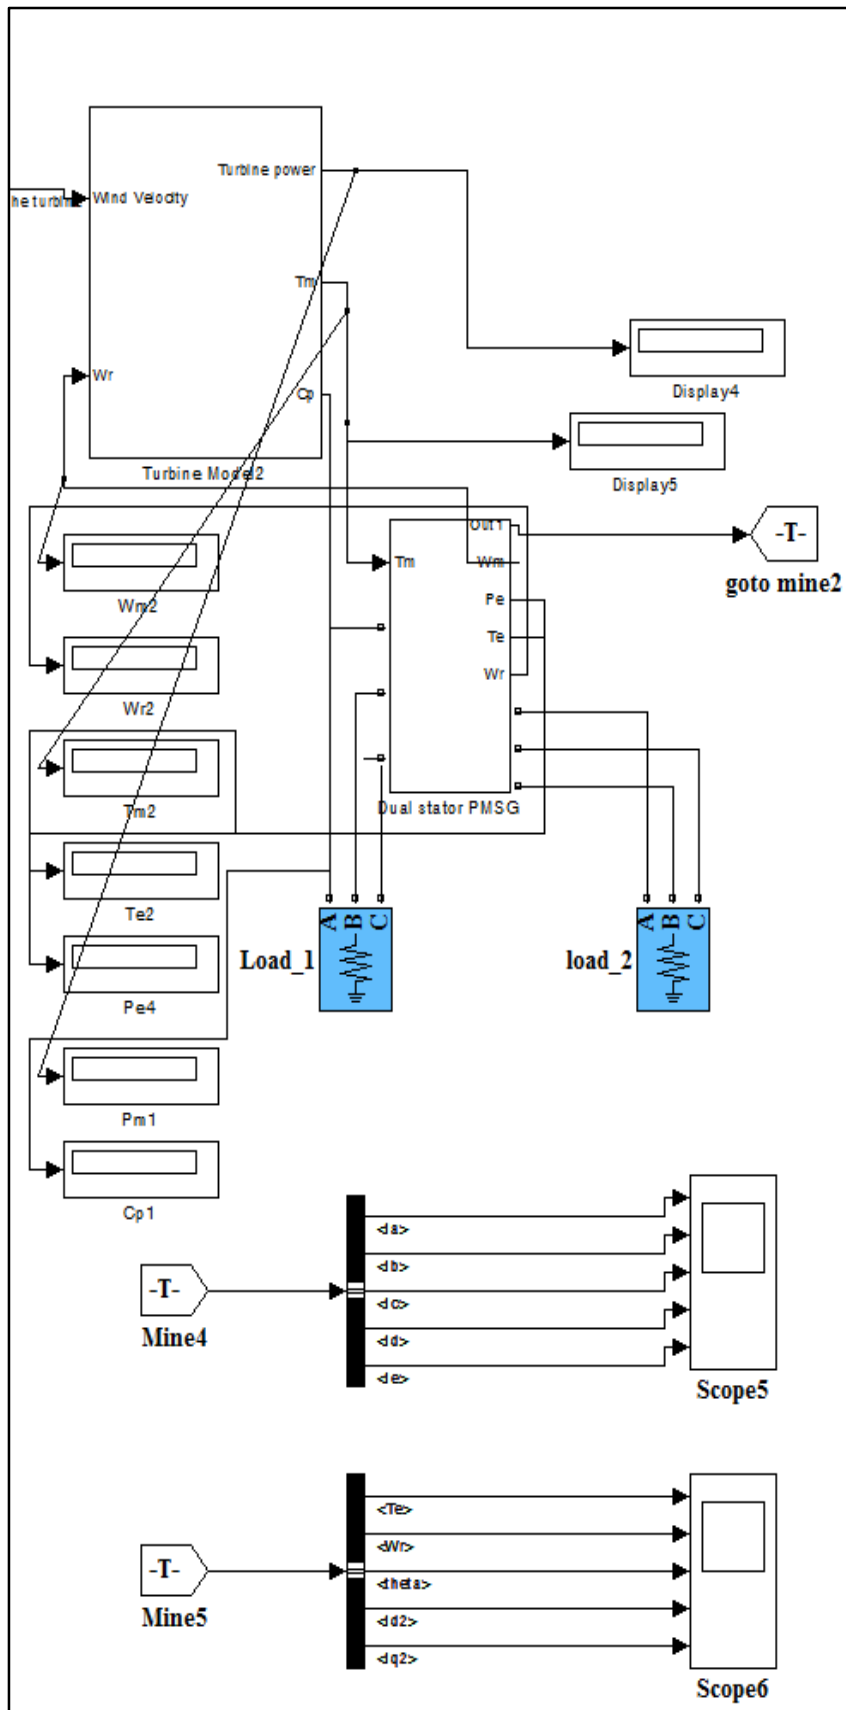 Turbine power
he turbine
Wind Velocity
Tm
Wr
Cp
Display4
Turbine Model2
Display5
Out1
-T-
Tm
Wm
goto mine2
Pe
Wm2
Te
Wr
Wr2
Tm2
Dual stator PMSG
Te2
A B C
A B C
Load_1
load_2
Pe4
Pm1
Cp1
<Ia>
<Ib>
-T-
<Ic>
Mine4
<Id>
<Ie>
Scope5
<Te>
<Wr>
-T-
<theta>
Mine5
<Id2>
<Iq2>
Scope6